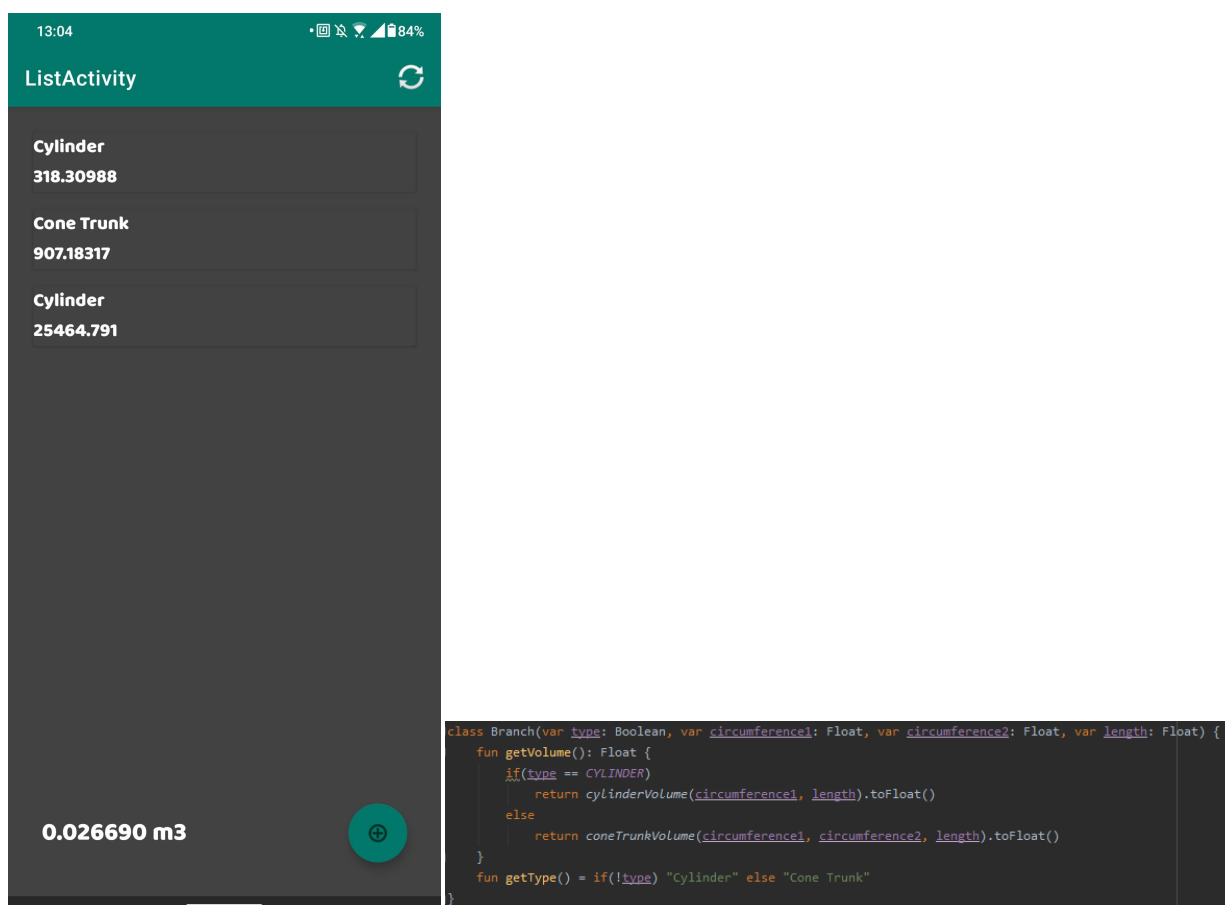 13:04
84%
ListActivity
Cylinder
318.30988
Cone Trunk
907.18317
Cylinder
25464.791
0.026690 m3
class Branch(var type: Boolean, var circumference1: Float, var circumference2: Float, var length: Float) {
fun getVolume(): Float {
if(type == CYLINDER)
return cylinderVolume(circumference1, length).toFloat()
else
return coneTrunkVolume(circumference1, circumference2, length).toFloat()
}
fun getType() = if(!type) "Cylinder" else "Cone Trunk"
}